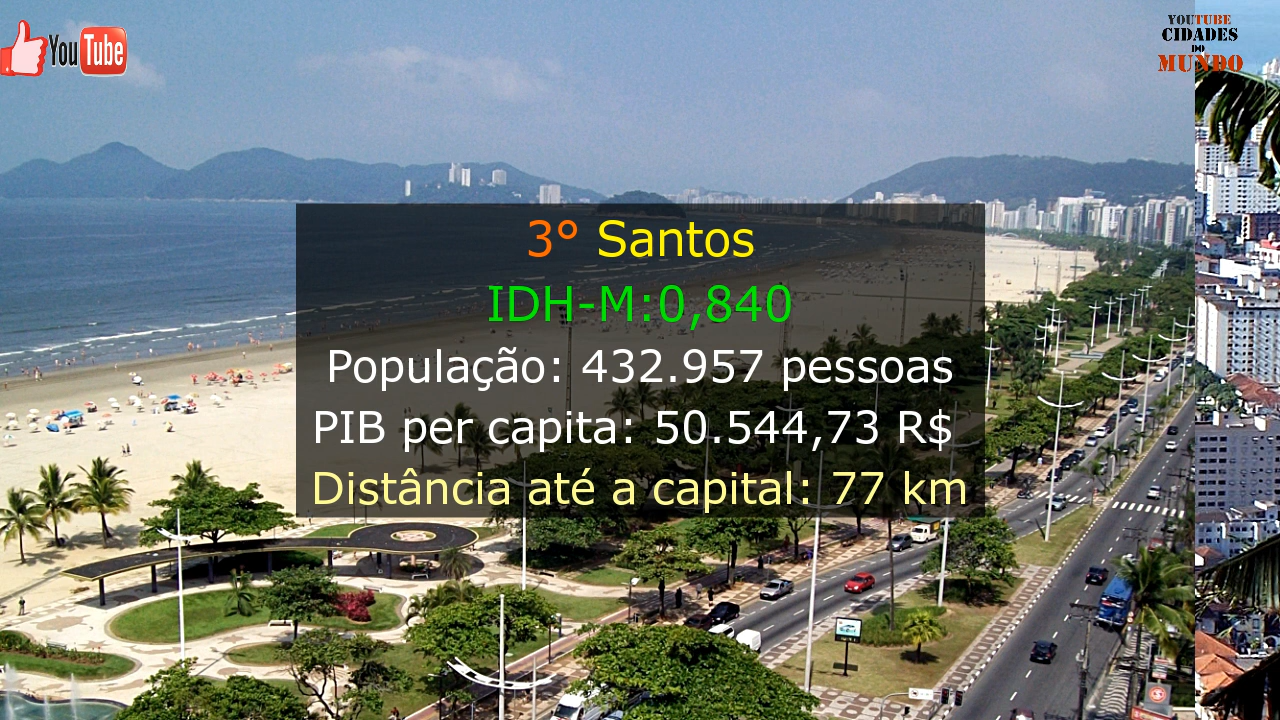 YouTube
YOUTUBE
CIDADES
DO
MUNDO
3° Santos
IDH-M:0,840
População: 432.957 pessoas
PIB per capita: 50.544,73 R$
Distância até a capital: 77 km